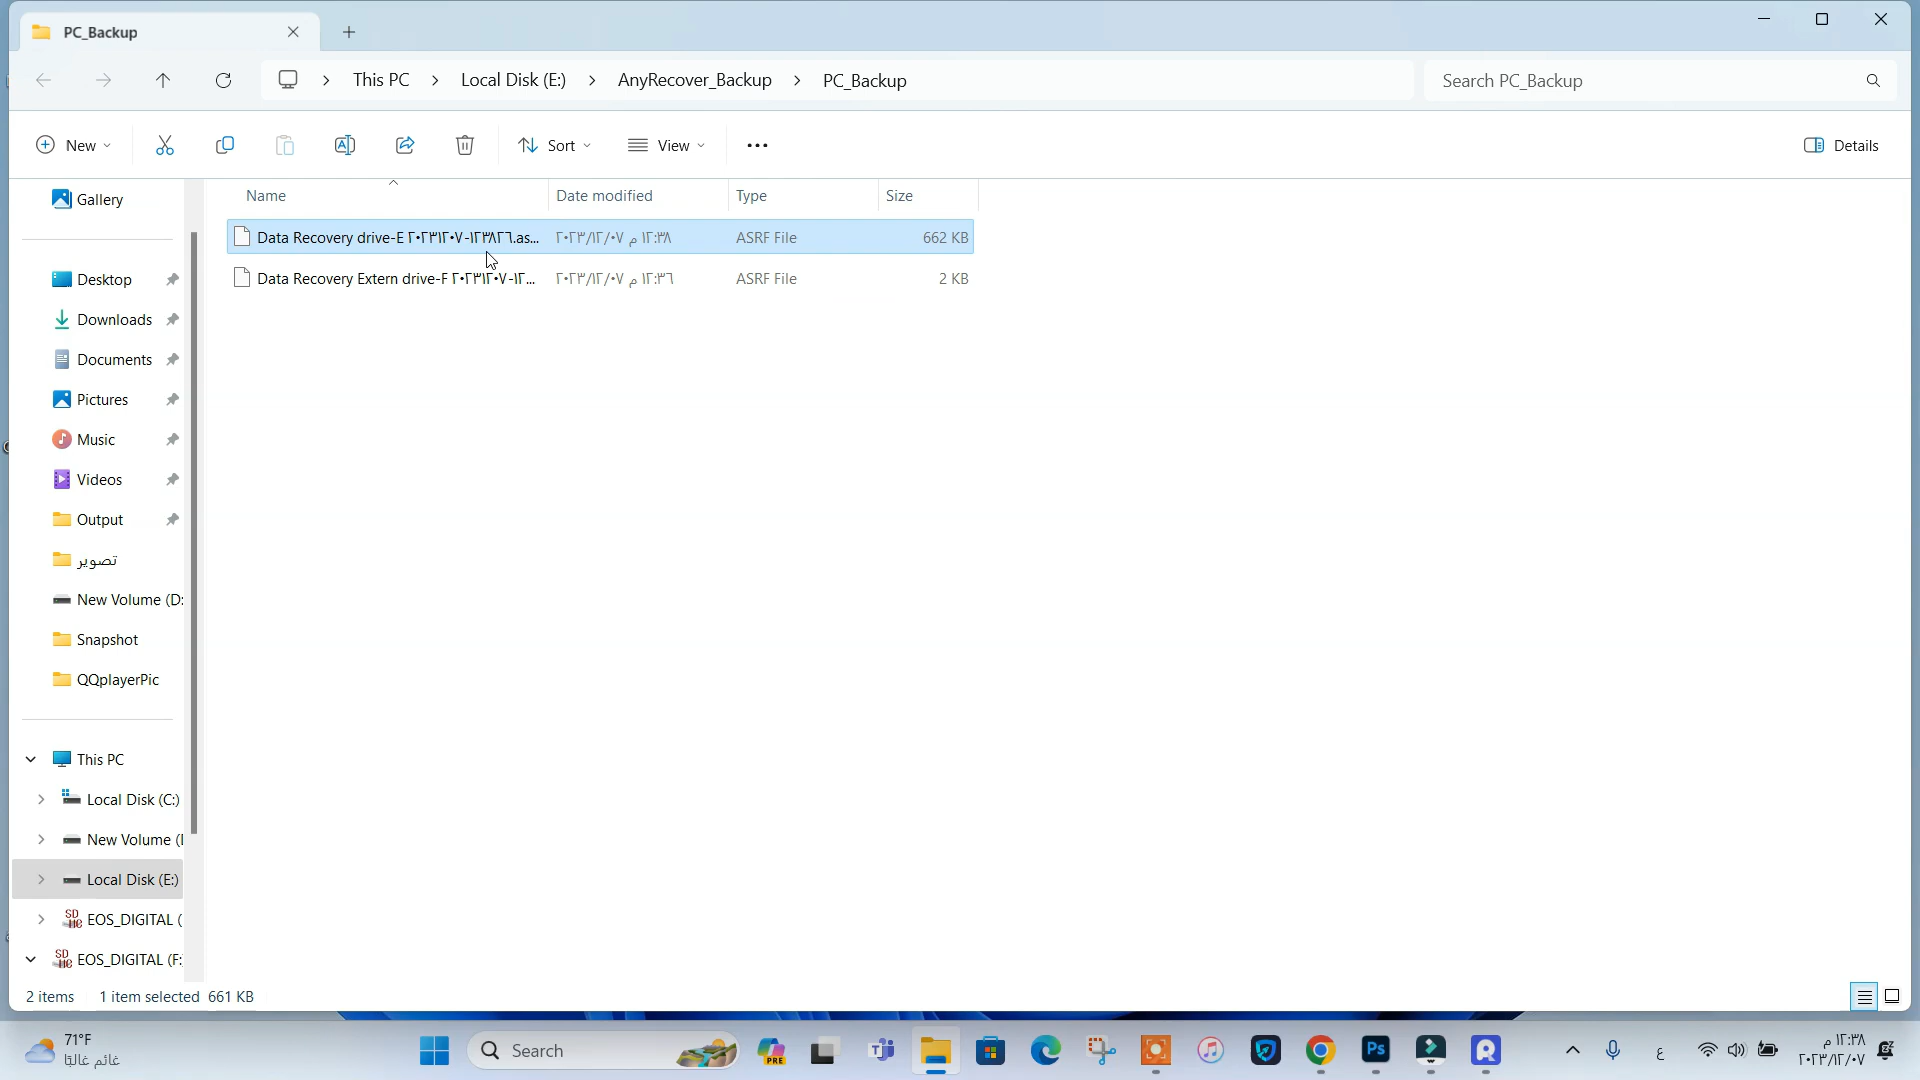 PC_Backup
This PC > Local Disk (E:) > AnyRecover_Backup > PC_Backup
Search PC_Backup
New
Sort
View
Details
Name
Date modified
Type
Size
Data Recovery drive-E ٢٠٢٣١٢٠٧-١٢٣٨٢٦.as...
٢٠٢٣/١٢/٠٧ ١٢:٣٨ م
ASRF File
662 KB
Data Recovery Extern drive-F ٢٠٢٣١٢٠٧-١٢...
٢٠٢٣/١٢/٠٧ ١٢:٣٦ م
ASRF File
2 KB
Gallery
Desktop
Downloads
Documents
Pictures
Music
Videos
Output
تصوير
New Volume (D:
Snapshot
QQplayerPic
This PC
Local Disk (C:)
New Volume (
Local Disk (E:)
EOS_DIGITAL (
EOS_DIGITAL (F:
2 items
1 item selected 661 KB
71°F
غائم غالبًا
Search
PRE
Ps
ع
١٢:٣٨ م
٢٠٢٣/١٢/٠٧